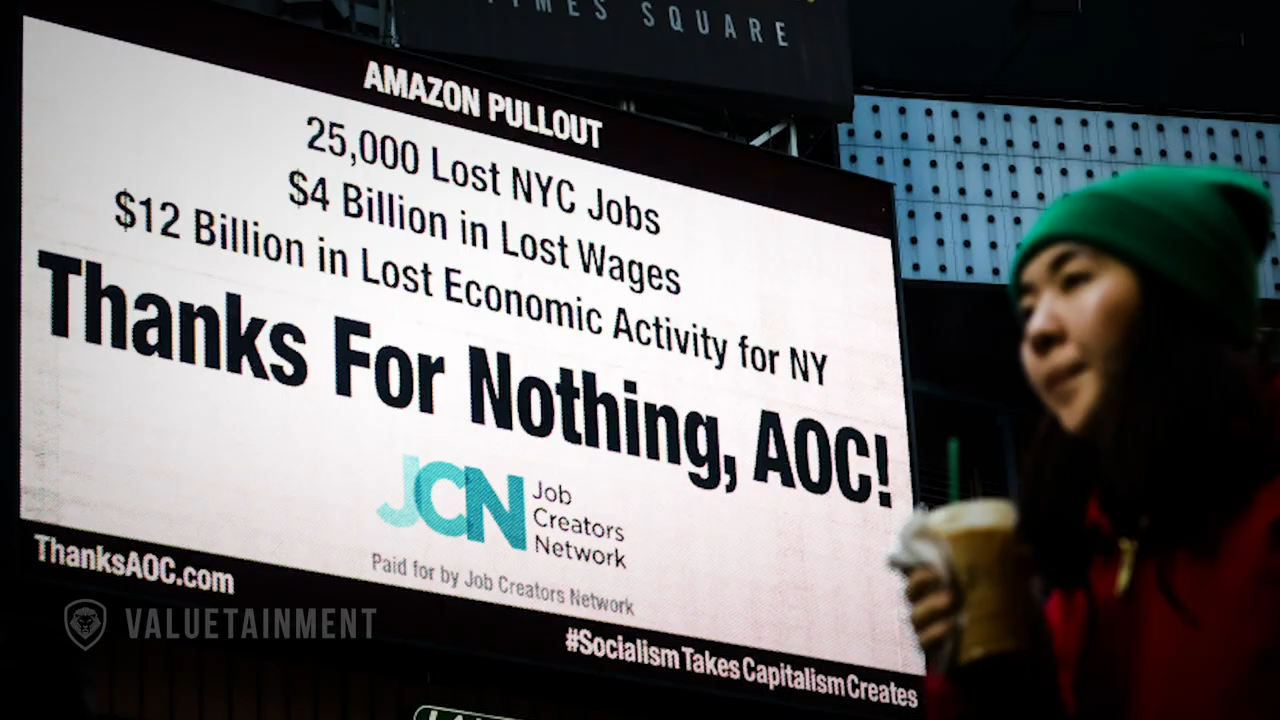 TIMES SQUARE
AMAZON PULLOUT
25,000 Lost NYC Jobs
$4 Billion in Lost Wages
$12 Billion in Lost Economic Activity for NY
Thanks For Nothing, AOC!
JCN
Job
Creators
Network
Paid for by Job Creators Network
ThanksAOC.com
#SocialismTakesCapitalismCreates
VALUETAINMENT